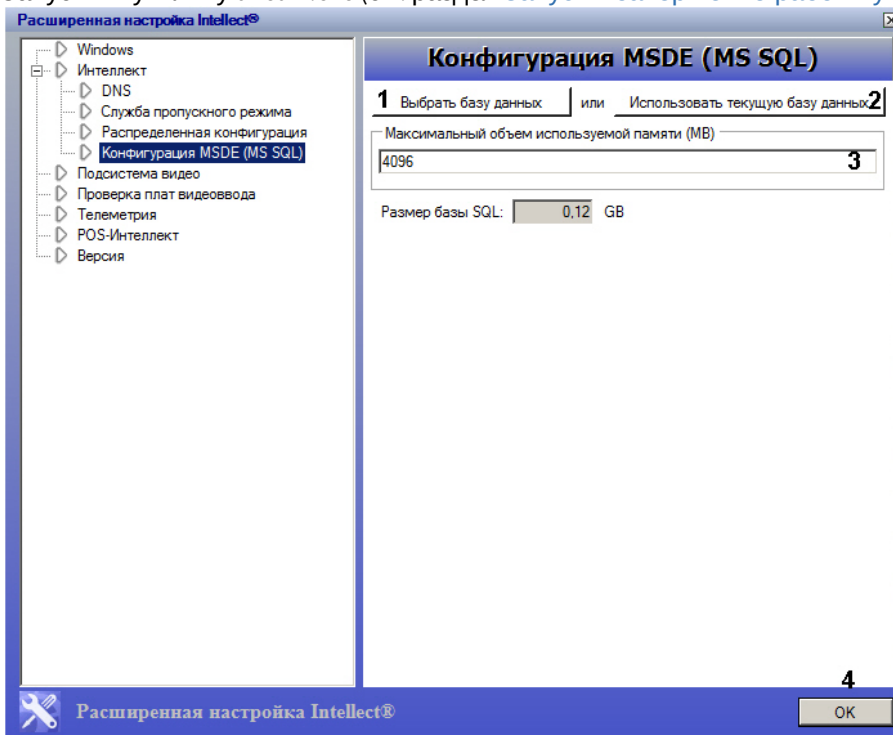 Расширенная настройка Intellect®
Windows
Интеллект
DNS
Служба пропускного режима
Распределенная конфигурация
Конфигурация MSDE (MS SQL)
Подсистема видео
Проверка плат видеоввода
Телеметрия
POS-Интеллект
Версия
Конфигурация MSDE (MS SQL)
1 Выбрать базу данных или Использовать текущую базу данных 2
Максимальный объем используемой памяти (MB)
4096 3
Размер базы SQL: 0,12 GB
4
Расширенная настройка Intellect® OK